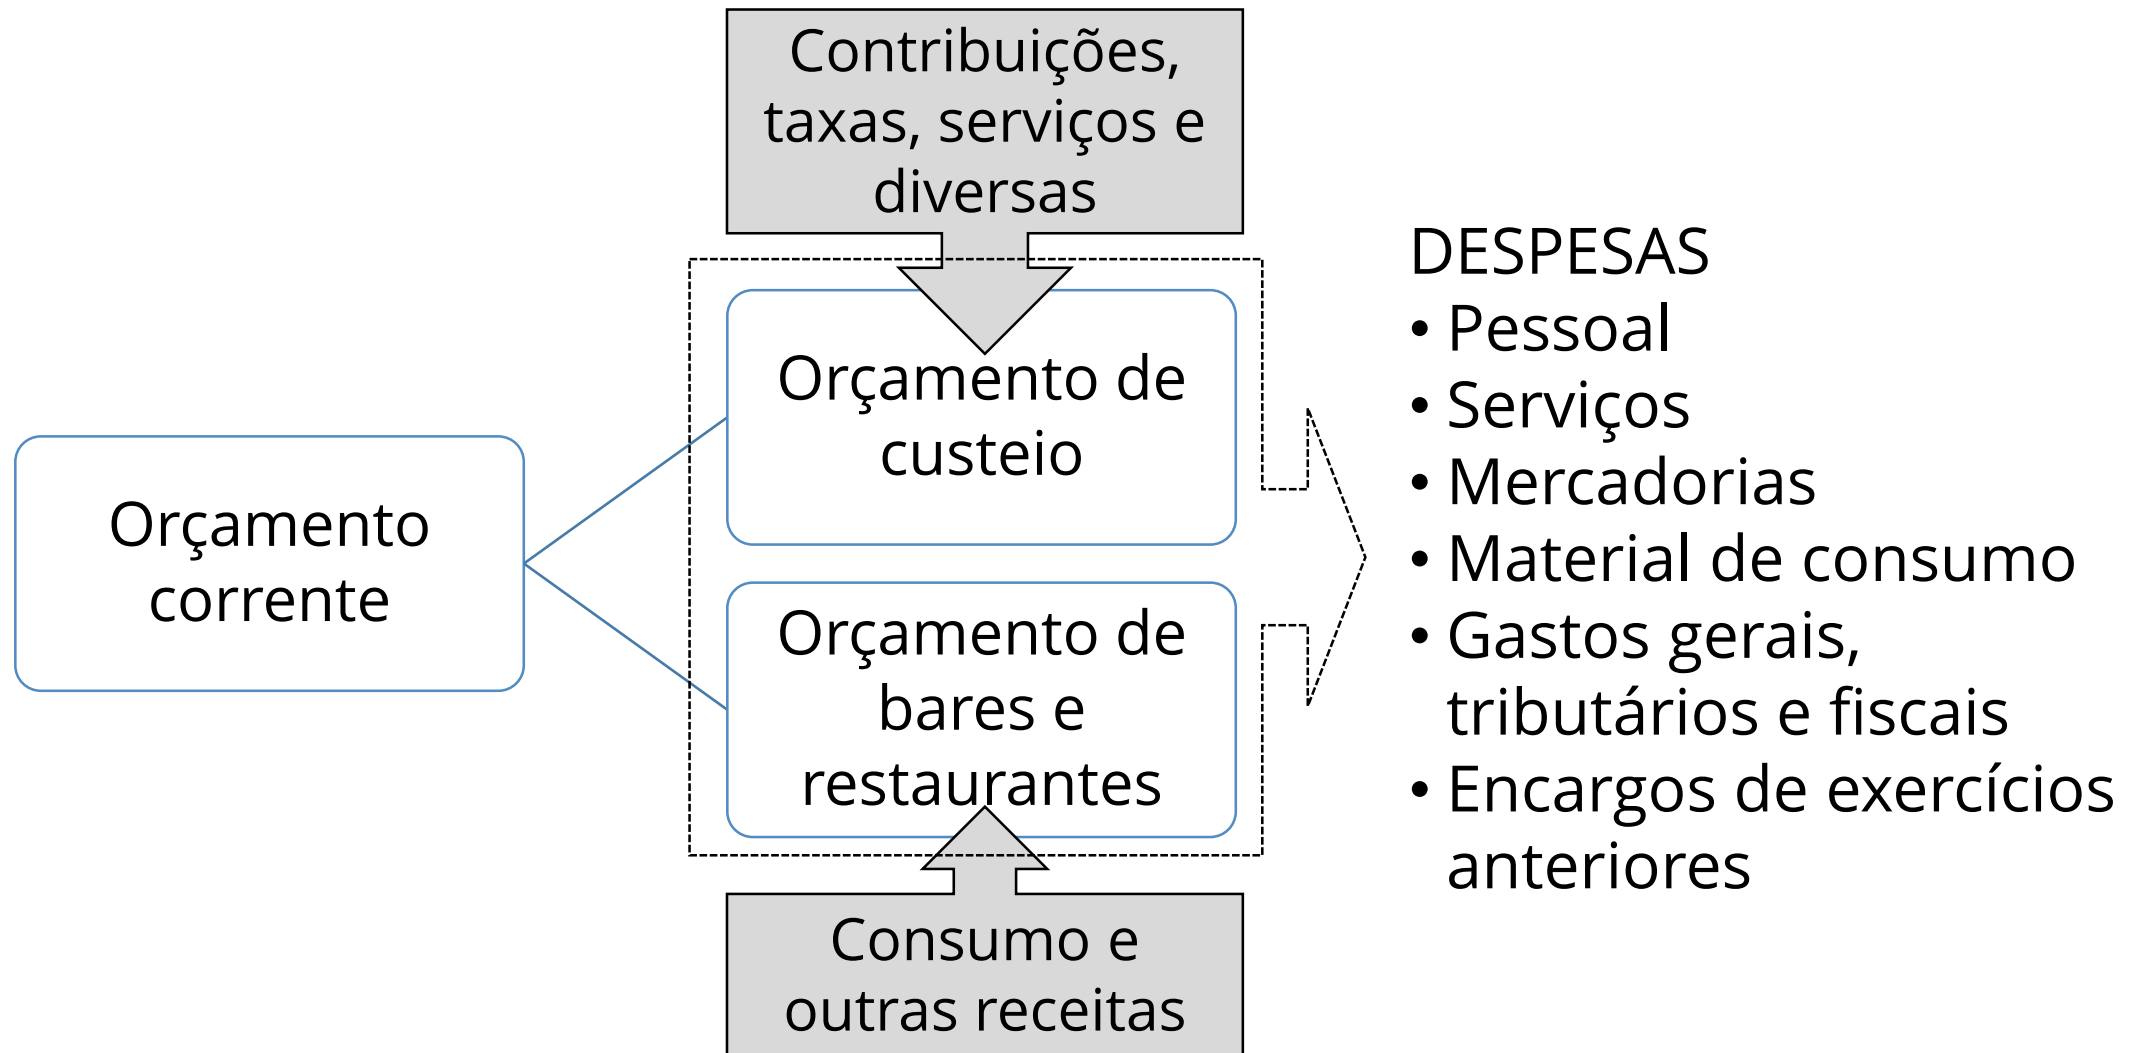 Contribuições,
taxas, serviços e
diversas
Orçamento
corrente
Orçamento de
custeio
Orçamento de
bares e
restaurantes
Consumo e
outras receitas
DESPESAS
• Pessoal
• Serviços
• Mercadorias
• Material de consumo
• Gastos gerais,
tributários e fiscais
• Encargos de exercícios
anteriores